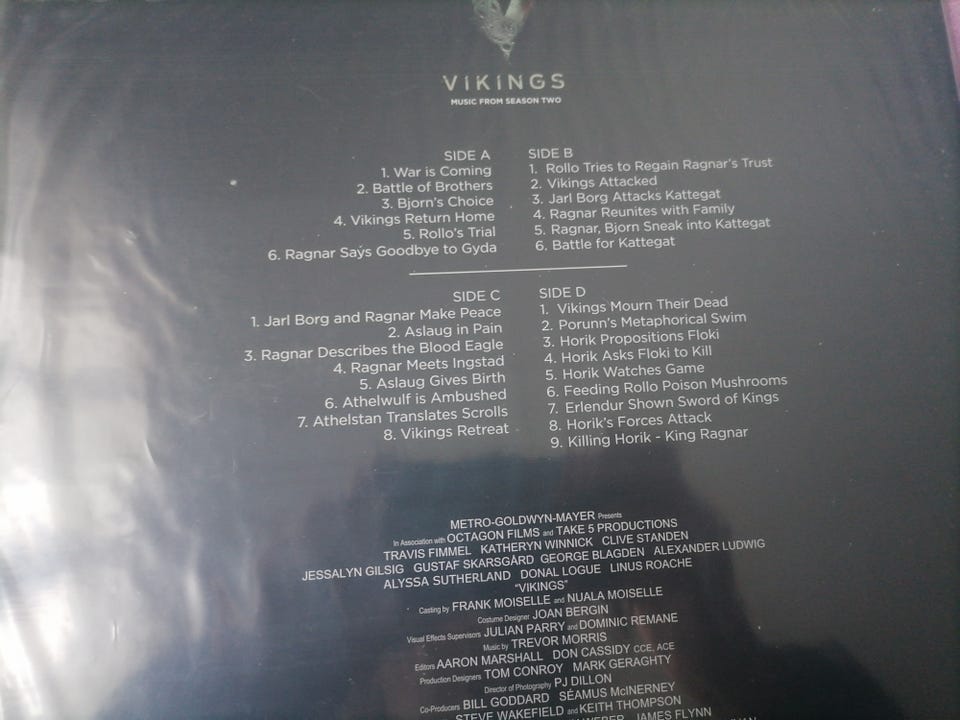 VIKINGS
MUSIC FROM SEASON TWO
SIDE A
1. War is Coming
2. Battle of Brothers
3. Bjorn's Choice
4. Vikings Return Home
5. Rollo's Trial
6. Ragnar Says Goodbye to Gyda
SIDE B
1. Rollo Tries to Regain Ragnar's Trust
2. Vikings Attacked
3. Jarl Borg Attacks Kattegat
4. Ragnar Reunites with Family
5. Ragnar, Bjorn Sneak into Kattegat
6. Battle for Kattegat
SIDE C
1. Jarl Borg and Ragnar Make Peace
2. Aslaug in Pain
3. Ragnar Describes the Blood Eagle
4. Ragnar Meets Ingstad
5. Aslaug Gives Birth
6. Athelwulf is Ambushed
7. Athelstan Translates Scrolls
8. Vikings Retreat
SIDE D
1. Vikings Mourn Their Dead
2. Porunn's Metaphorical Swim
3. Horik Propositions Floki
4. Horik Asks Floki to Kill
5. Horik Watches Game
6. Feeding Rollo Poison Mushrooms
7. Erlendur Shown Sword of Kings
8. Horik's Forces Attack
9. Killing Horik - King Ragnar
METRO-GOLDWYN-MAYER Presents
In Association with OCTAGON FILMS and TAKE 5 PRODUCTIONS
TRAVIS FIMMEL KATHERYN WINNICK CLIVE STANDEN
JESSALYN GILSIG GUSTAF SKARSGÅRD GEORGE BLAGDEN ALEXANDER LUDWIG
ALYSSA SUTHERLAND DONAL LOGUE LINUS ROACHE
"VIKINGS"
Casting by FRANK MOISELLE and NUALA MOISELLE
Costume Designer JOAN BERGIN
Visual Effects Supervisors JULIAN PARRY and DOMINIC REMANE
Music by TREVOR MORRIS
Editors AARON MARSHALL DON CASSIDY CCE, ACE
Production Designers TOM CONROY MARK GERAGHTY
Director of Photography PJ DILLON
Co-Producers BILL GODDARD SÉAMUS McINERNEY
STEVE WAKEFIELD and KEITH THOMPSON
WEBER JAMES FLYNN